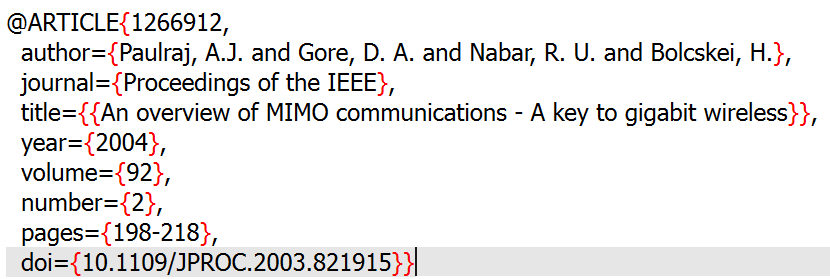 @ARTICLE{1266912,
author={Paulraj, A.J. and Gore, D. A. and Nabar, R. U. and Bolcskei, H.},
journal={Proceedings of the IEEE},
title={{An overview of MIMO communications - A key to gigabit wireless}},
year={2004},
volume={92},
number={2},
pages={198-218},
doi={10.1109/JPROC.2003.821915}}